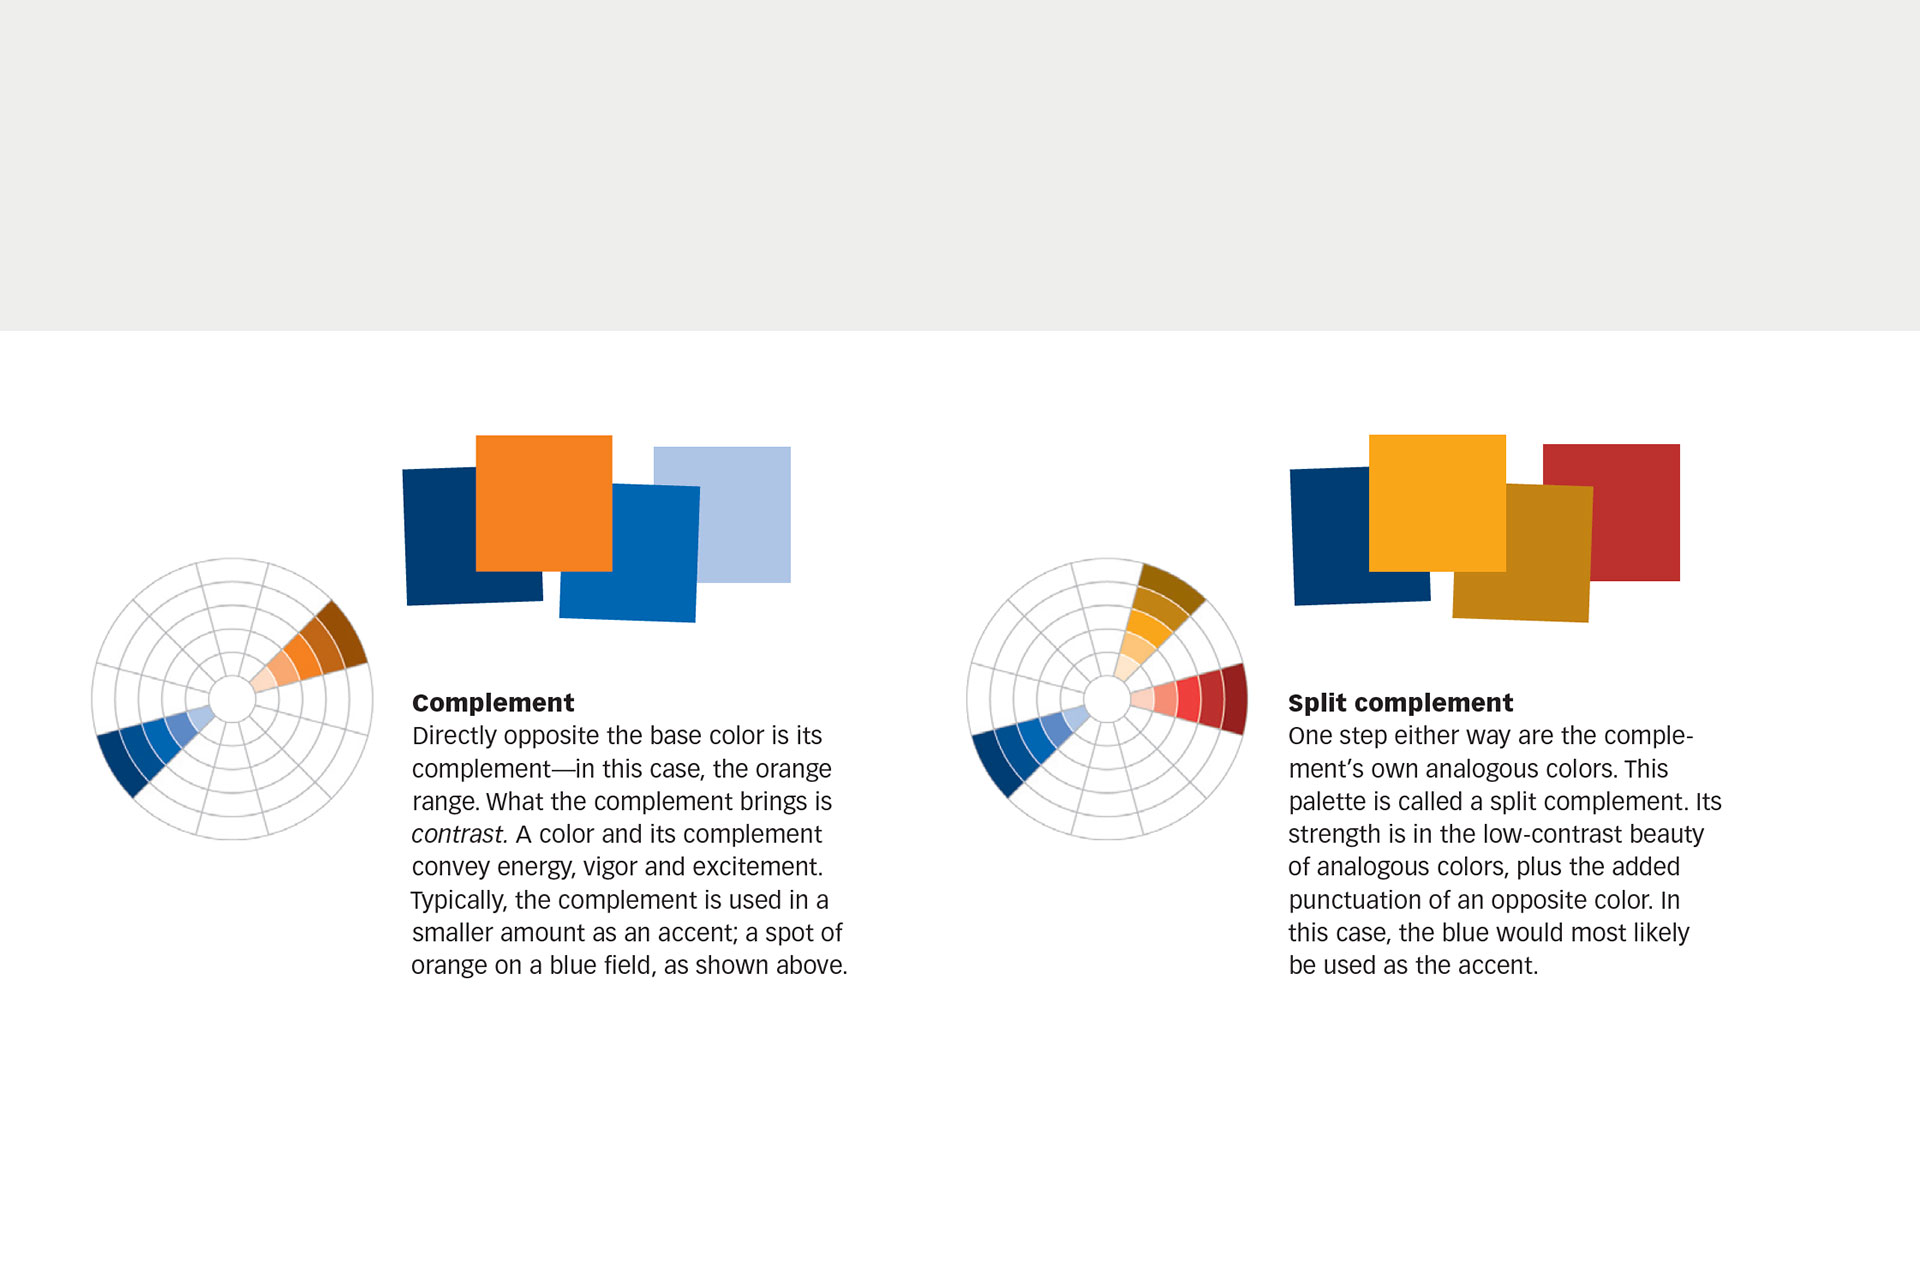 Complement
Directly opposite the base color is its
complement—in this case, the orange
range. What the complement brings is
contrast. A color and its complement
convey energy, vigor and excitement.
Typically, the complement is used in a
smaller amount as an accent; a spot of
orange on a blue field, as shown above.
Split complement
One step either way are the comple-
ment’s own analogous colors. This
palette is called a split complement. Its
strength is in the low-contrast beauty
of analogous colors, plus the added
punctuation of an opposite color. In
this case, the blue would most likely
be used as the accent.